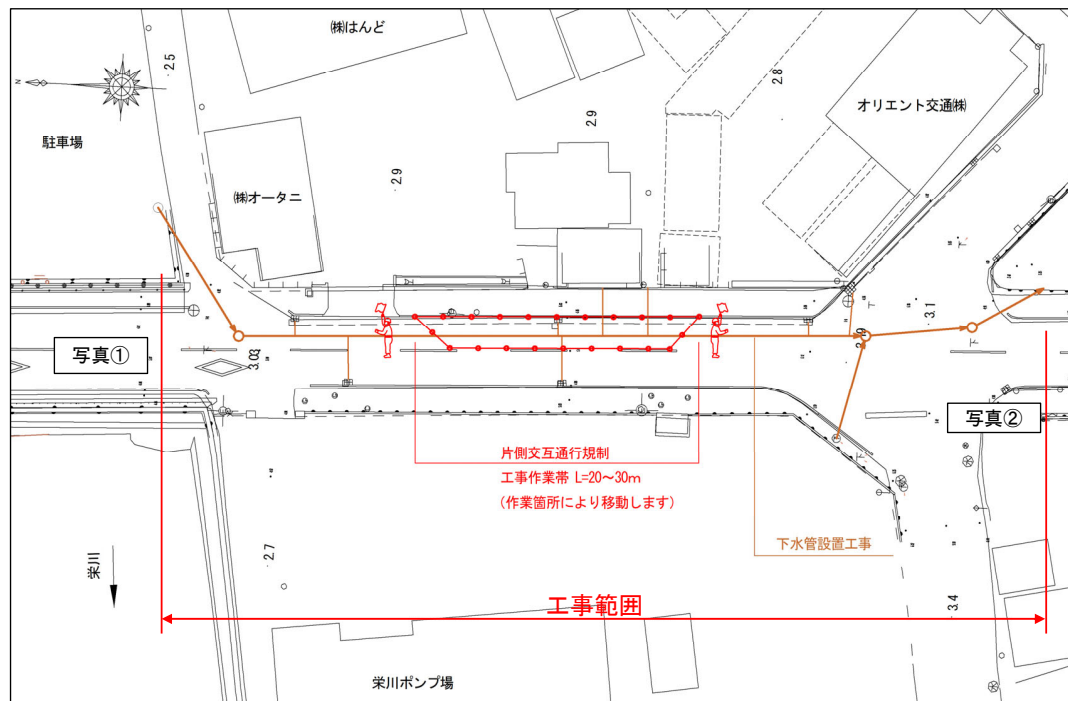 ㈱はんど
N
2.5
2.8
オリエント交通㈱
駐車場
2.9
2.9
㈱オータニ
3.1
写真①
3.03
写真②
片側交互通行規制
工事作業帯 L=20～30m
(作業箇所により移動します)
下水管設置工事
2.7
栄川
3.4
工事範囲
栄川ポンプ場